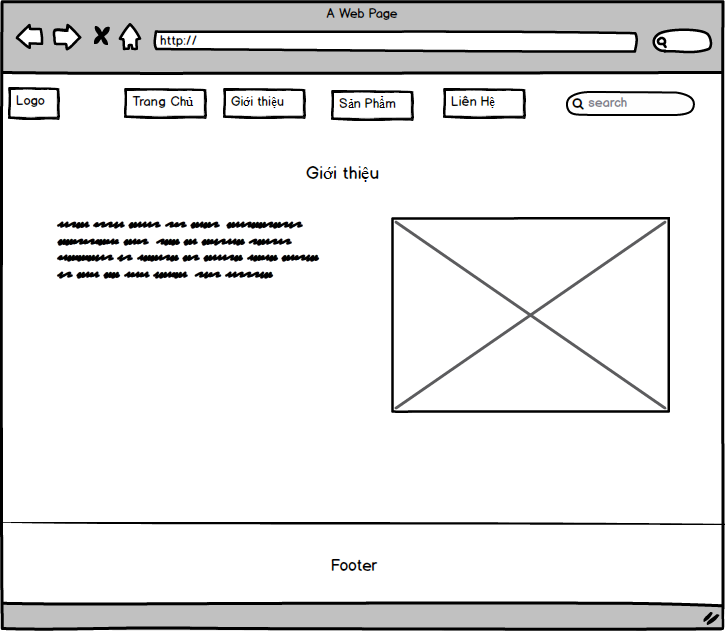 A Web Page
http://
Logo
Trang Chủ
Giới thiệu
Sản Phẩm
Liên Hệ
search
Giới thiệu
Footer